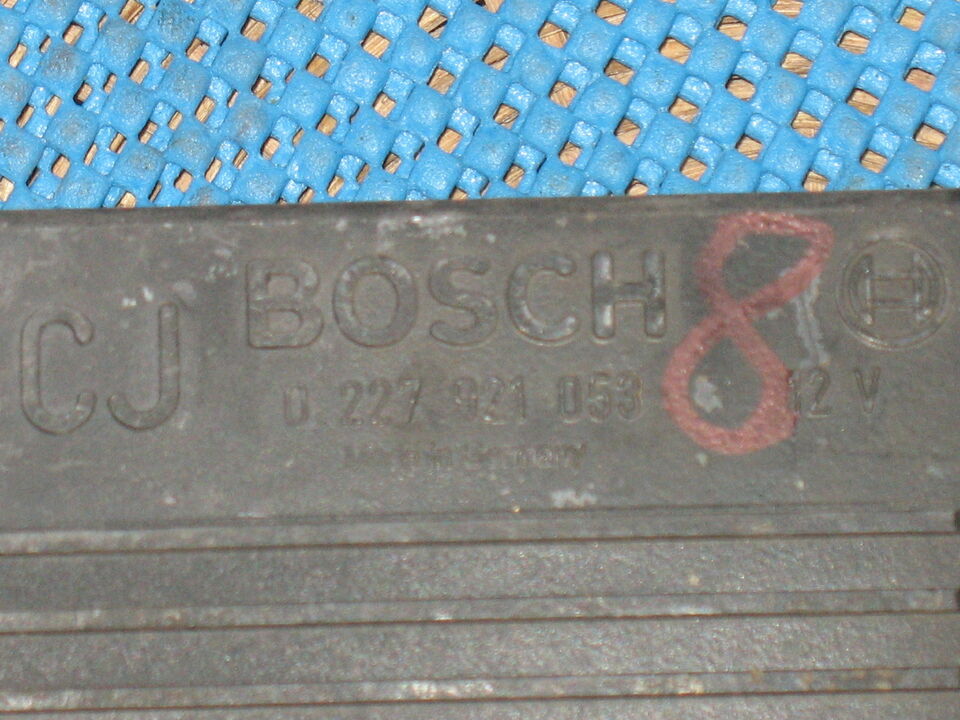 CJ BOSCH 8
0 227 921 053 12 V
Made in Germany